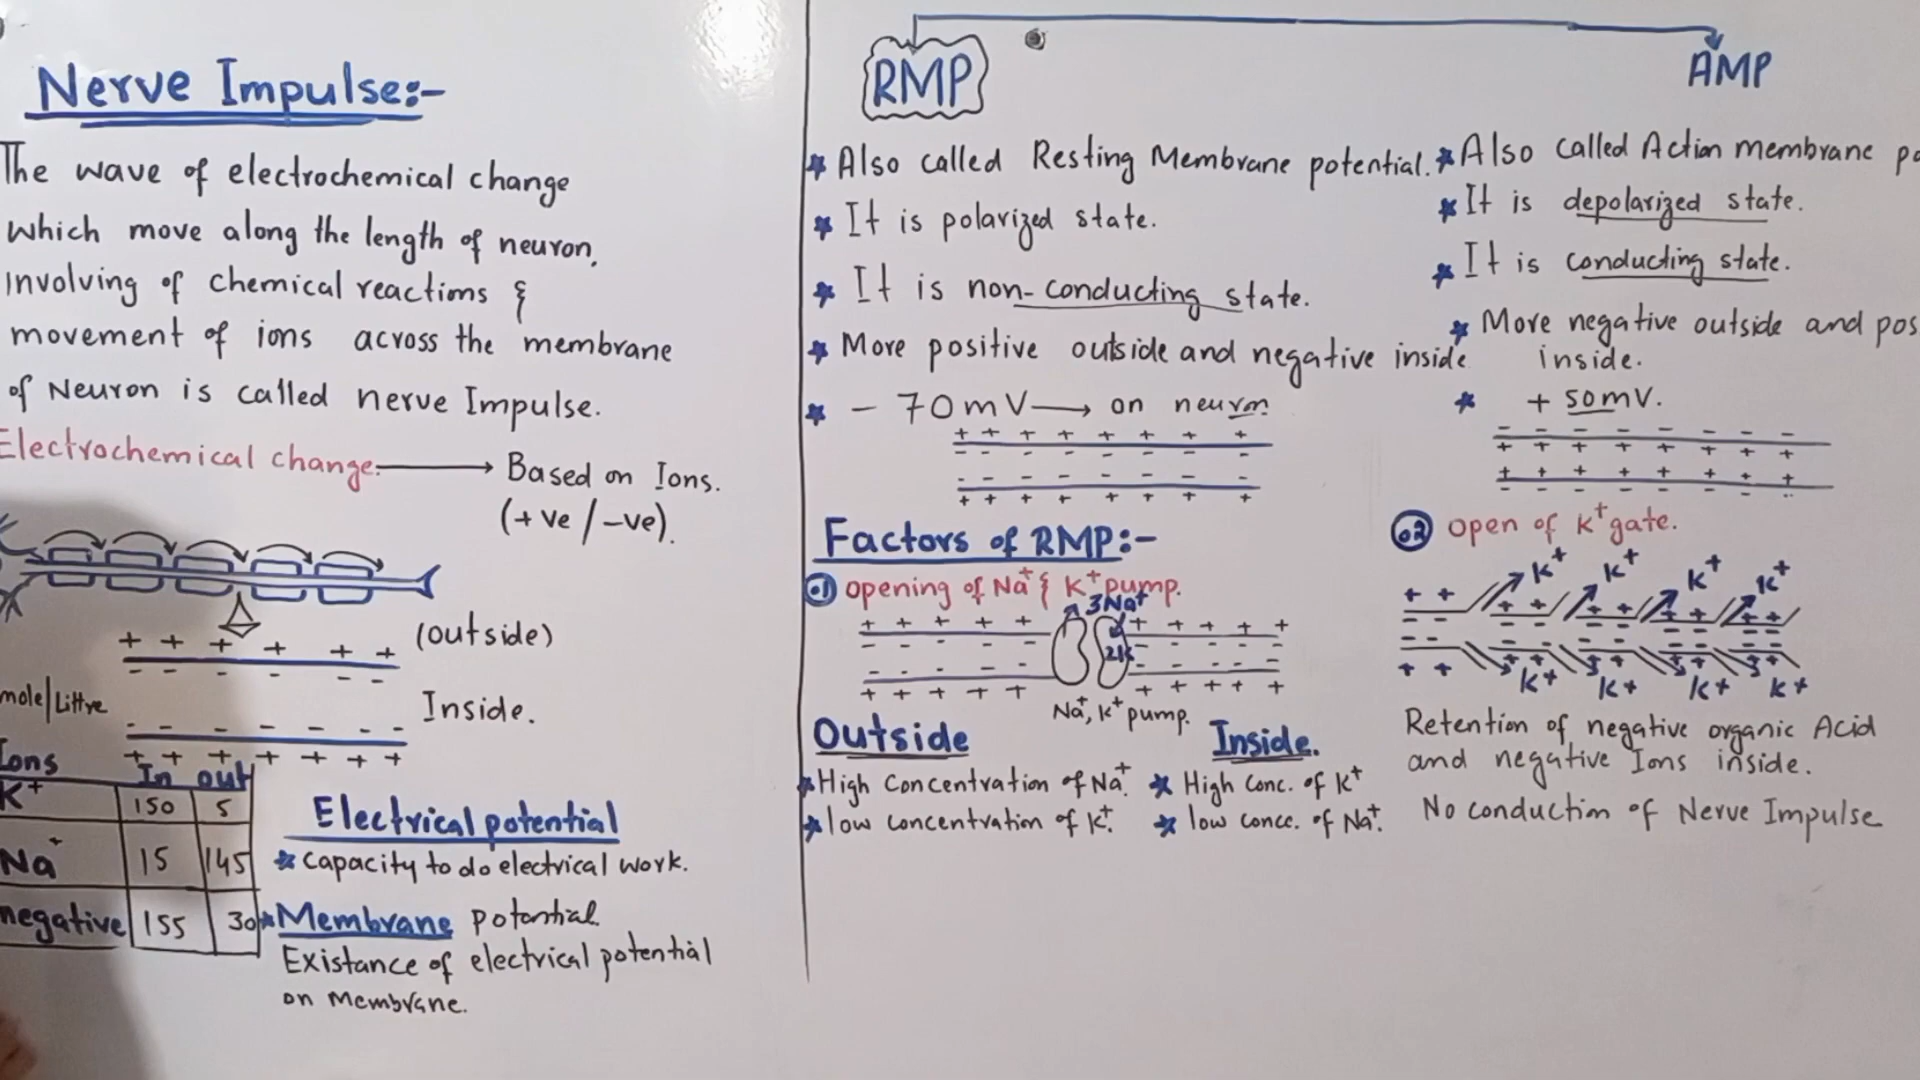 Nerve Impulse:-
The wave of electrochemical change
which move along the length of neuron.
Involving of chemical reactions &
movement of ions across the membrane
of Neuron is called nerve Impulse.
Electrochemical change. → Based on Ions.
(+ve / -ve).
+ + + + + + (outside)
- - - - - -
mole/Littre
Inside.
- - - - - -
+ + + + + + +
Ions In out
K+ 150 5
Na+ 15 145
negative 155 30
Electrical potential
* Capacity to do electrical work.
* Membrane potential.
Existance of electrical potential
on Membrane.
RMP
* Also called Resting Membrane potential.
* It is polarized state.
* It is non-conducting state.
* More positive outside and negative inside
* - 70mV → on neuron
+ + + + + + + +
- - - - - - - -
- - - - - - - -
+ + + + + + + +
AMP
* Also called Action membrane
* It is depolarized state.
* It is conducting state.
* More negative outside and pos
inside.
* + 50mV.
- - - - - - - -
+ + + + + + + +
+ + + + + + + +
- - - - - - - -
Factors of RMP:-
01 opening of Na+ & K+ pump.
3Na+
+ + + + + + + + + +
- - - - - - - -
2K
- - - - - - - -
+ + + + + + + + + +
Na+, K+ pump.
Outside
* High Concentration of Na+.
* low concentration of K+.
Inside.
* High Conc. of K+
* low conc. of Na+.
02 open of K+ gate.
K+ K+ K+ K+
+ + + + + + + + + +
- - - - - - - - - -
- - - - - - - - - -
+ + + + + + + + + +
K+ K+ K+ K+
Retention of negative organic Acid
and negative Ions inside.
No conduction of Nerve Impulse